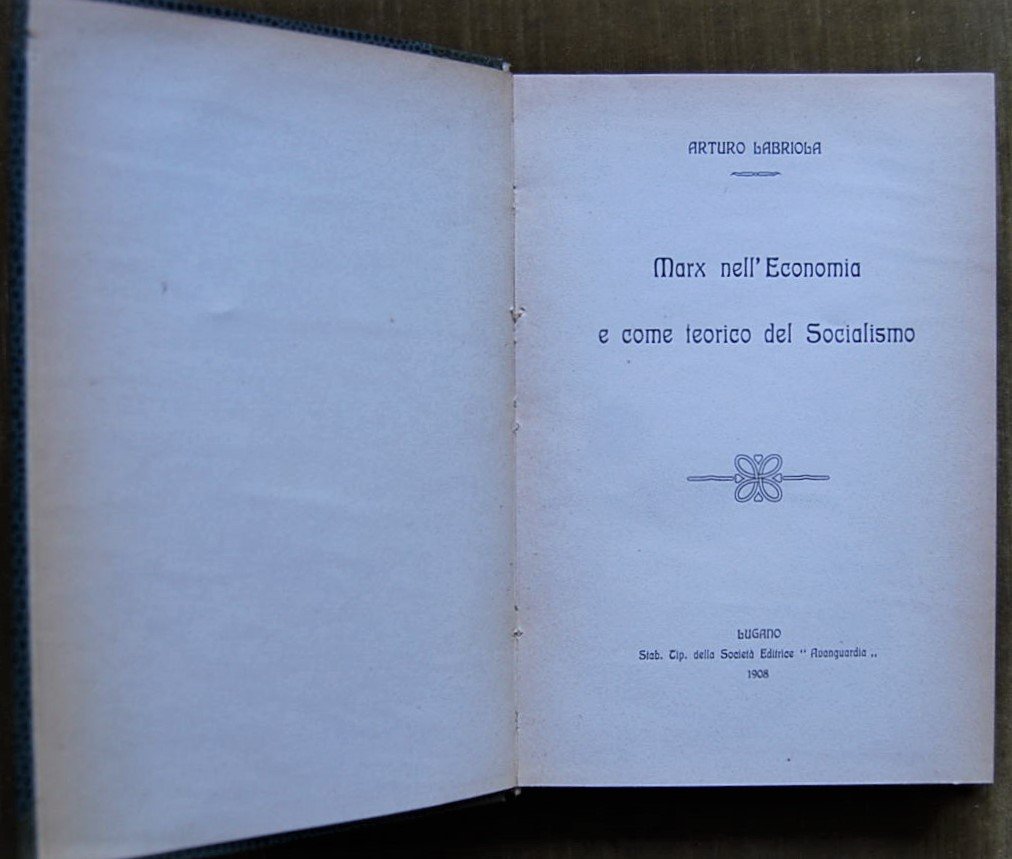 ARTURO LABRIOLA
Marx nell'Economia
e come teorico del Socialismo
LUGANO
Stab. Tip. della Società Editrice "Avanguardia„
1908